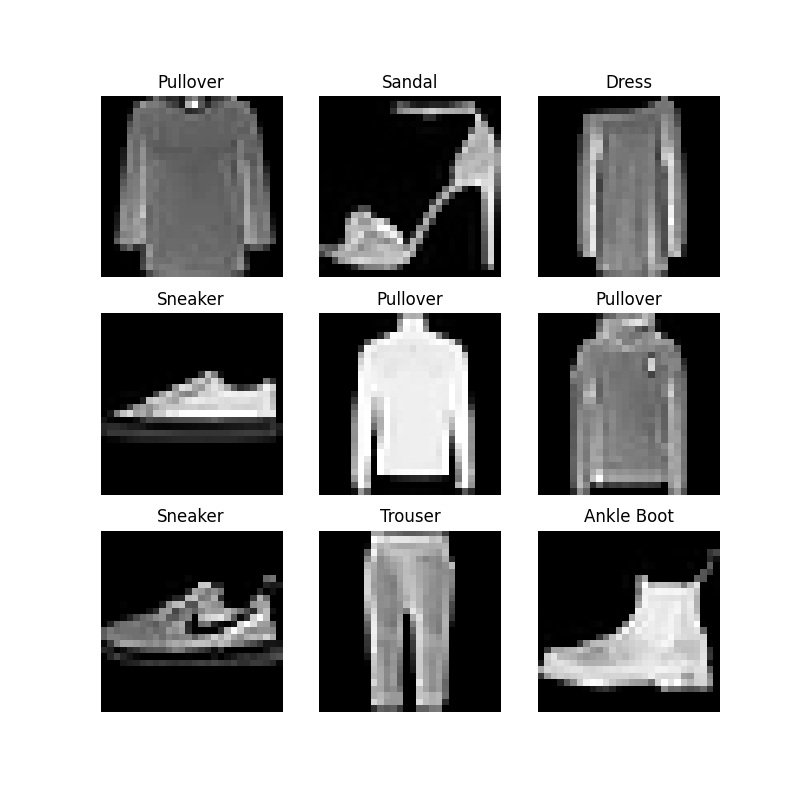 Pullover
Sandal
Dress
Sneaker
Pullover
Pullover
Sneaker
Trouser
Ankle Boot